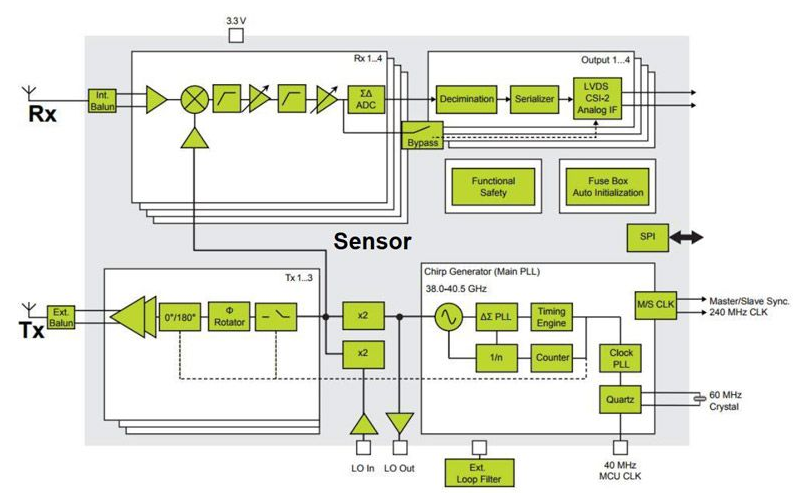 3.3 V
Rx 1...4
Output 1...4
Rx
Int.
Balun
ΣΔ
ADC
Decimination
Serializer
LVDS
CSI-2
Analog IF
Bypass
Functional
Safety
Fuse Box
Auto Initialization
Sensor
SPI
Tx 1...3
Chirp Generator (Main PLL)
38.0-40.5 GHz
Tx
Ext.
Balun
0°/180°
Φ
Rotator
x2
x2
ΔΣ PLL
Timing
Engine
1/n
Counter
M/S CLK
Master/Slave Sync.
240 MHz CLK
Clock
PLL
Quartz
60 MHz
Crystal
LO In
LO Out
Ext.
Loop Filter
40 MHz
MCU CLK